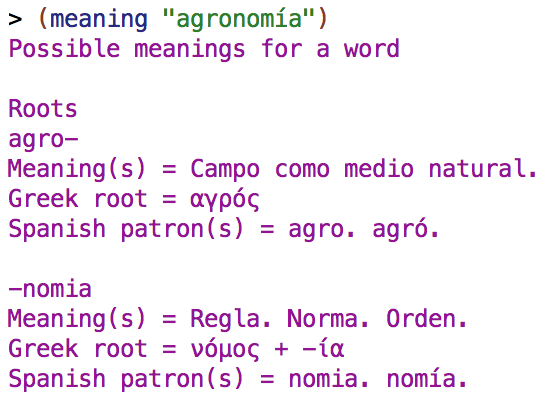 > (meaning "agronomía")
Possible meanings for a word
Roots
agro-
Meaning(s) = Campo como medio natural.
Greek root = αγρός
Spanish patron(s) = agro. agró.
-nomia
Meaning(s) = Regla. Norma. Orden.
Greek root = νόμος + -ία
Spanish patron(s) = nomia. nomía.